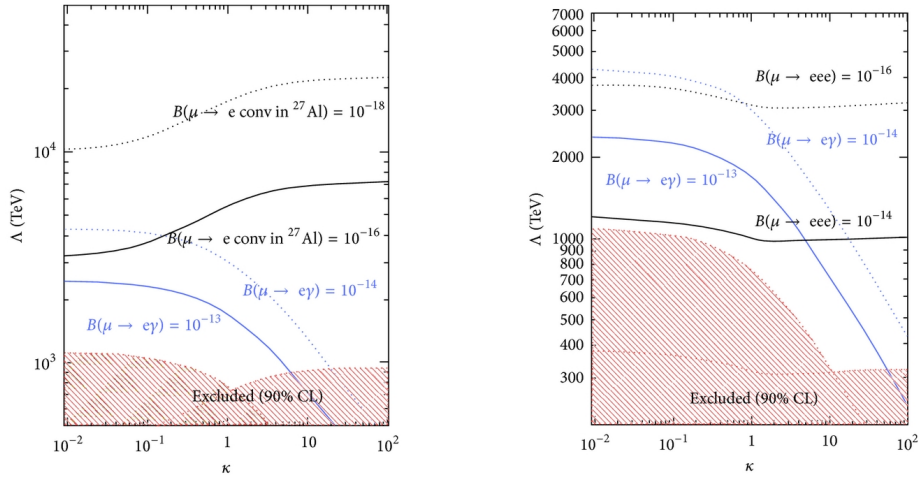 Λ (TeV)
10⁴
10³
B(μ → e conv in ²⁷Al) = 10⁻¹⁸
B(μ → e conv in ²⁷Al) = 10⁻¹⁶
B(μ → eγ) = 10⁻¹⁴
B(μ → eγ) = 10⁻¹³
Excluded (90% CL)
10⁻² 10⁻¹ 1 10 10²
κ
Λ (TeV)
7000
5000
4000
3000
2000
1000
900
800
700
600
500
400
300
B(μ → eee) = 10⁻¹⁶
B(μ → eγ) = 10⁻¹⁴
B(μ → eγ) = 10⁻¹³
B(μ → eee) = 10⁻¹⁴
Excluded (90% CL)
10⁻² 10⁻¹ 1 10 10²
κ